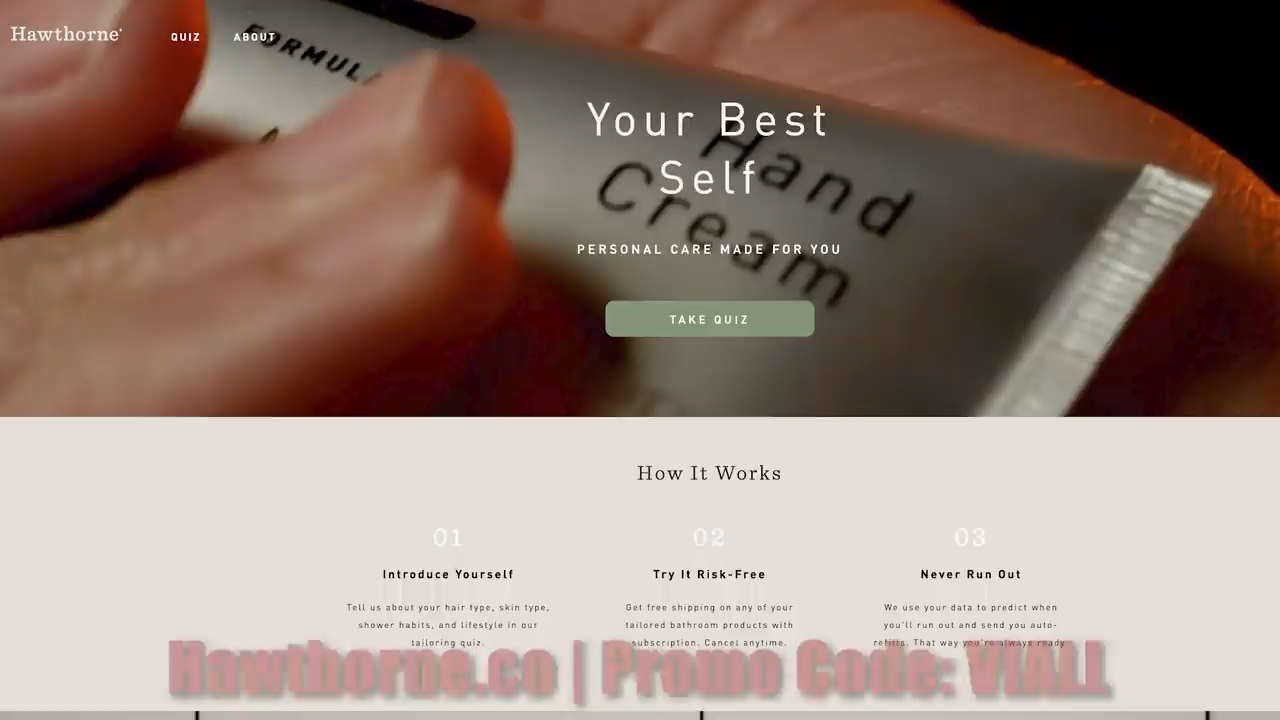 Hawthorne
QUIZ
ABOUT
FORMULA
Hand
Cream
Your Best
Self
PERSONAL CARE MADE FOR YOU
TAKE QUIZ
How It Works
01
Introduce Yourself
Tell us about your hair type, skin type,
shower habits, and lifestyle in our
tailoring quiz.
02
Try It Risk-Free
Get free shipping on any of your
tailored bathroom products with
subscription. Cancel anytime.
03
Never Run Out
We use your data to predict when
you'll run out and send you auto-
refills. That way you're always ready
Hawthorne.co | Promo Code: VIALL